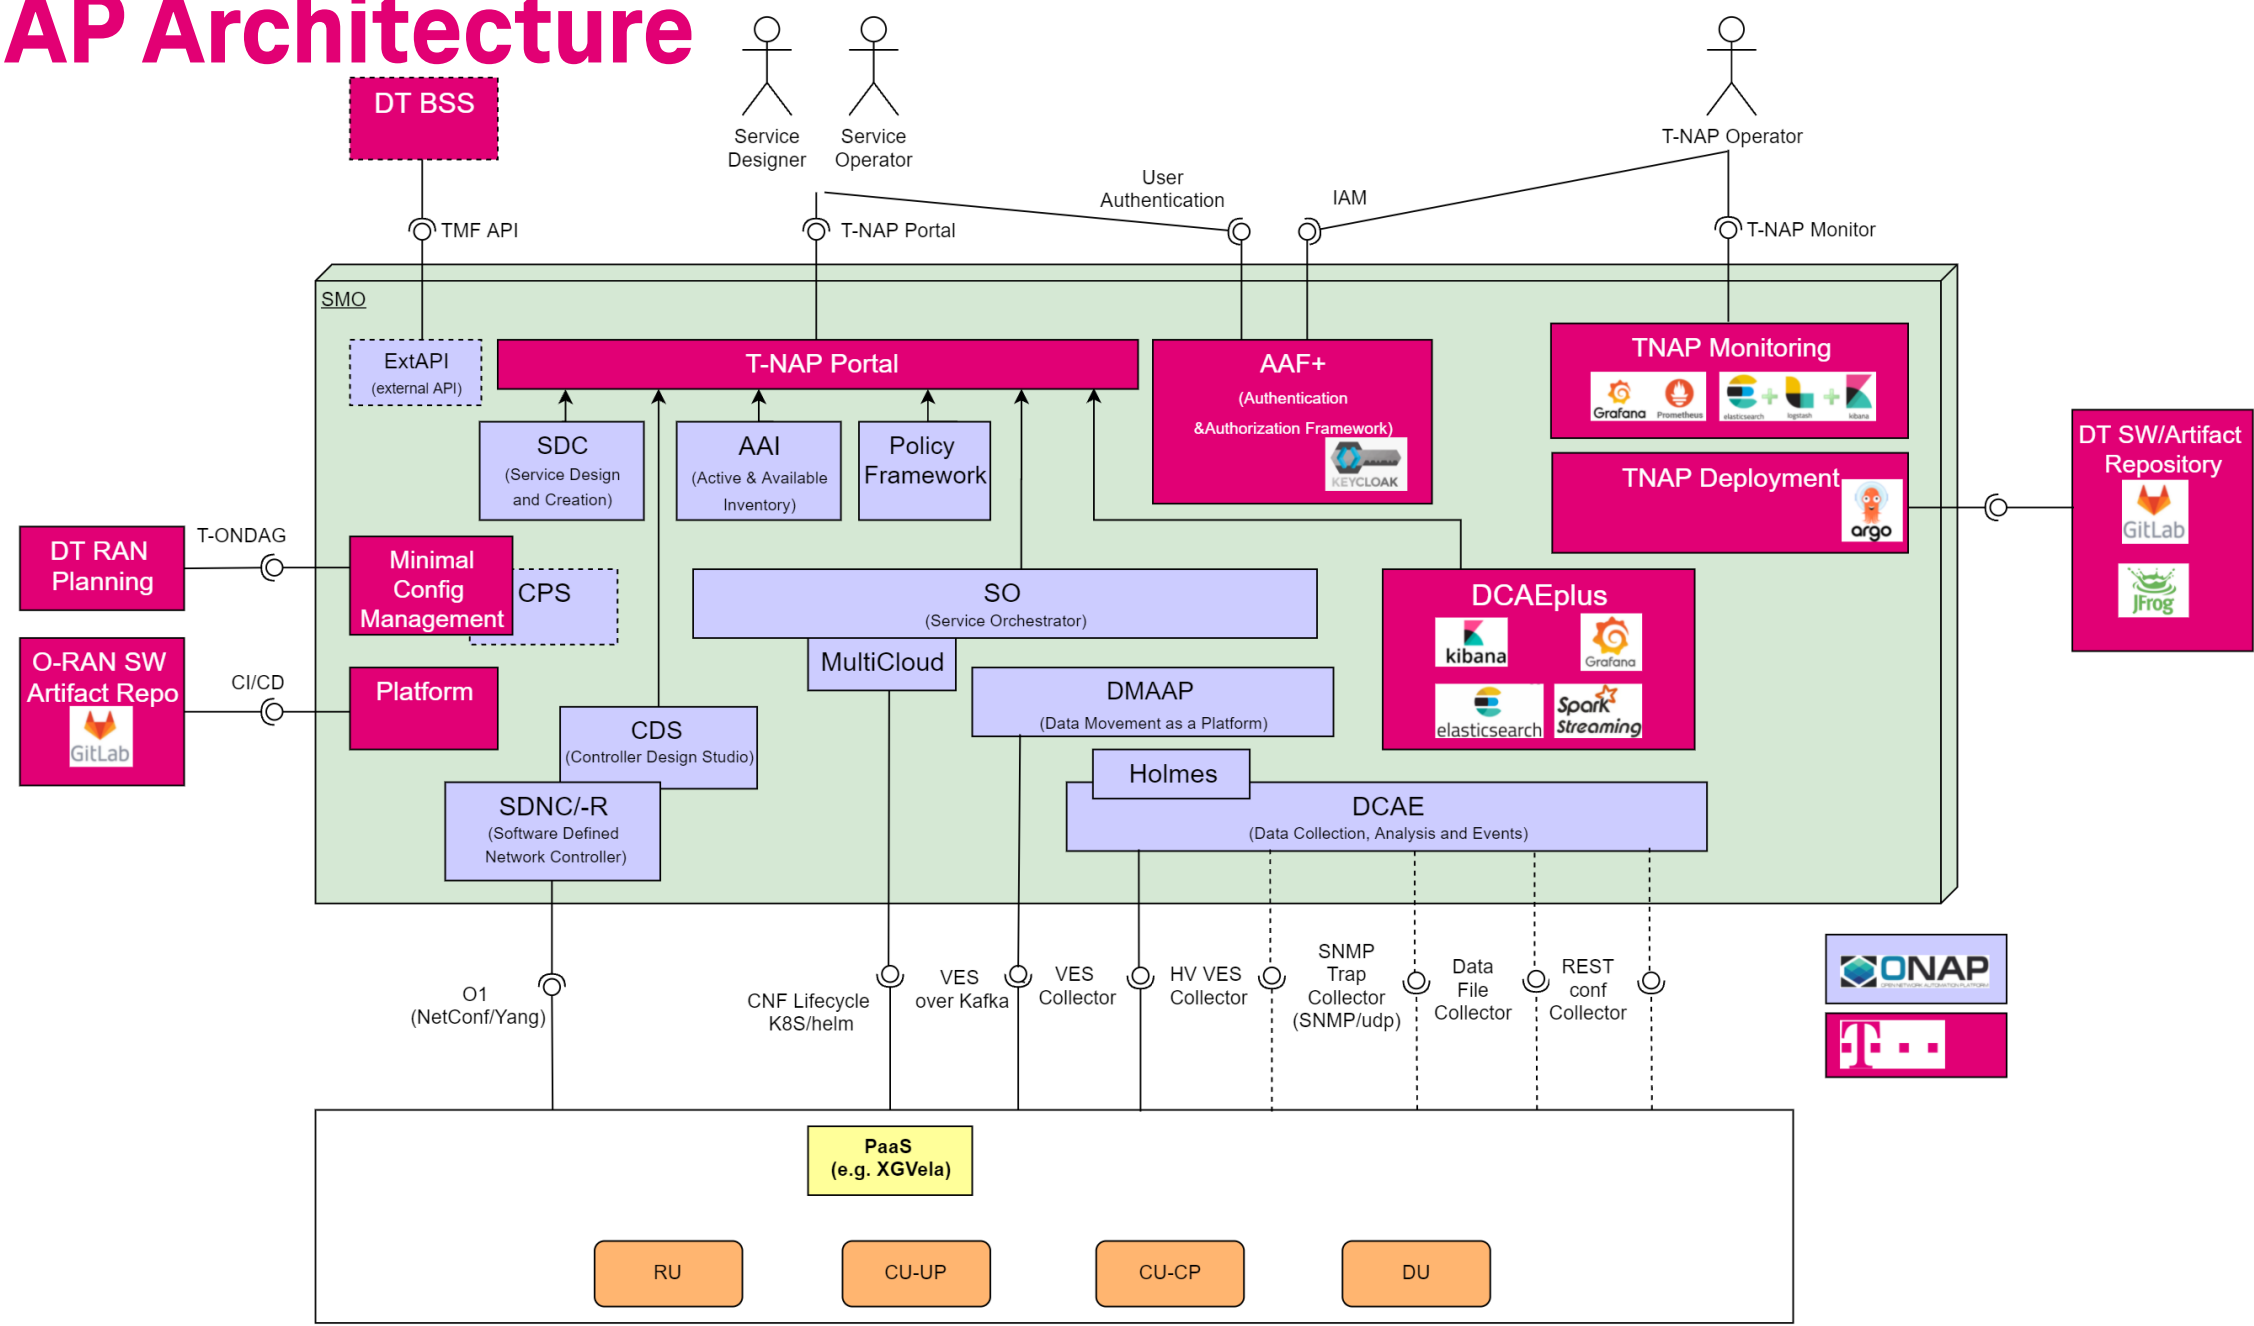 AP Architecture
DT BSS
Service
Designer
Service
Operator
T-NAP Operator
User
Authentication
IAM
TMF API
T-NAP Portal
T-NAP Monitor
SMO
ExtAPI
(external API)
T-NAP Portal
AAF+
(Authentication
&Authorization Framework)
KEYCLOAK
TNAP Monitoring
Grafana
Prometheus
elasticsearch
+
logstash
+
kibana
SDC
(Service Design
and Creation)
AAI
(Active & Available
Inventory)
Policy
Framework
TNAP Deployment
argo
DT SW/Artifact
Repository
GitLab
JFrog
DT RAN
Planning
T-ONDAG
Minimal
Config
Management
CPS
SO
(Service Orchestrator)
MultiCloud
DCAEplus
kibana
Grafana
elasticsearch
Spark
Streaming
O-RAN SW
Artifact Repo
GitLab
CI/CD
Platform
CDS
(Controller Design Studio)
DMAAP
(Data Movement as a Platform)
Holmes
SDNC/-R
(Software Defined
Network Controller)
DCAE
(Data Collection, Analysis and Events)
O1
(NetConf/Yang)
CNF Lifecycle
K8S/helm
VES
over Kafka
VES
Collector
HV VES
Collector
SNMP
Trap
Collector
(SNMP/udp)
Data
File
Collector
REST
conf
Collector
ONAP
OPEN NETWORK AUTOMATION PLATFORM
T
PaaS
(e.g. XGVela)
RU
CU-UP
CU-CP
DU